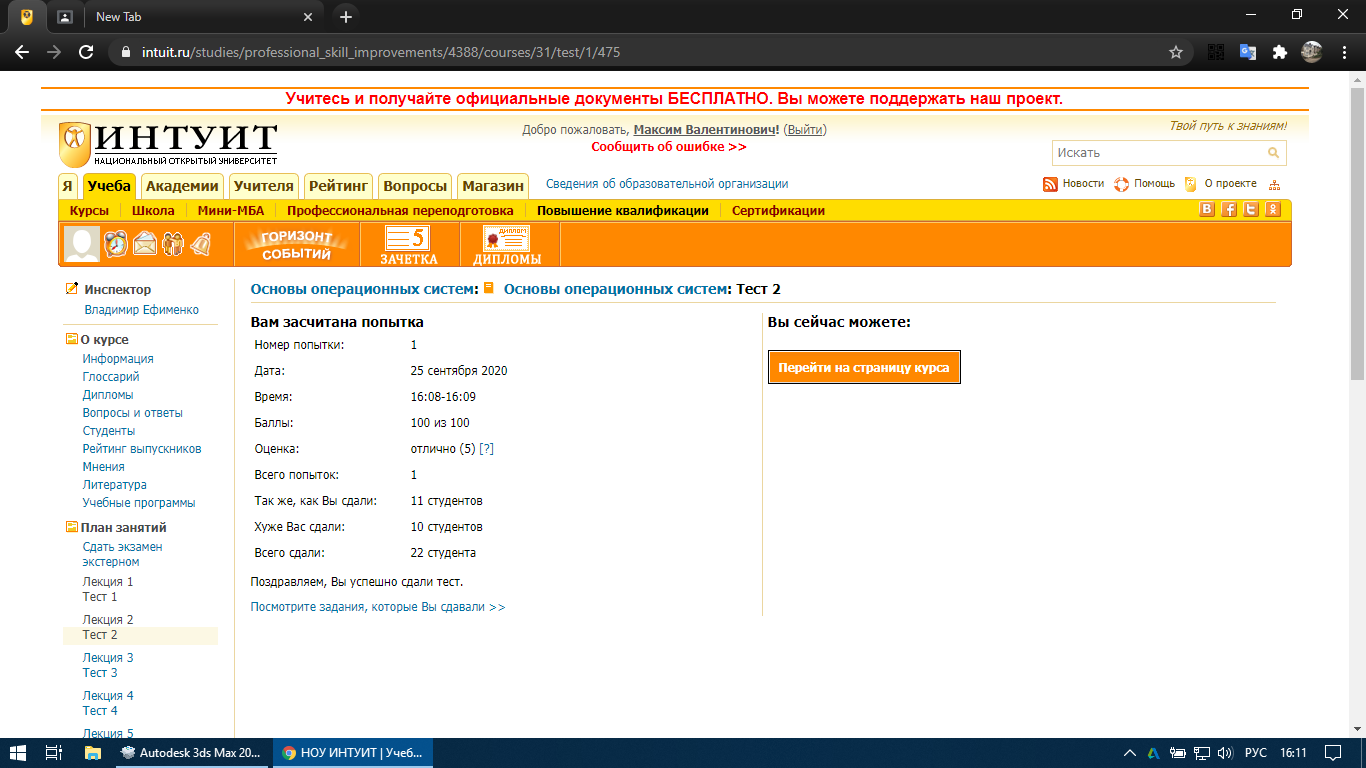 New Tab
intuit.ru/studies/professional_skill_improvements/4388/courses/31/test/1/475
Учитесь и получайте официальные документы БЕСПЛАТНО. Вы можете поддержать наш проект.
ИНТУИТ
НАЦИОНАЛЬНЫЙ ОТКРЫТЫЙ УНИВЕРСИТЕТ
Добро пожаловать, Максим Валентинович! (Выйти)
Сообщить об ошибке >>
Твой путь к знаниям!
Искать
Я Учеба Академии Учителя Рейтинг Вопросы Магазин Сведения об образовательной организации
Новости Помощь О проекте
Курсы Школа Мини-МБА Профессиональная переподготовка Повышение квалификации Сертификации
ГОРИЗОНТ
СОБЫТИЙ
5
ЗАЧЕТКА
ДИПЛОМ
ДИПЛОМЫ
Инспектор
Владимир Ефименко
О курсе
Информация
Глоссарий
Дипломы
Вопросы и ответы
Студенты
Рейтинг выпускников
Мнения
Литература
Учебные программы
План занятий
Сдать экзамен
экстерном
Лекция 1
Тест 1
Лекция 2
Тест 2
Лекция 3
Тест 3
Лекция 4
Тест 4
Лекция 5
Основы операционных систем: Основы операционных систем: Тест 2
Вам засчитана попытка
Номер попытки: 1
Дата: 25 сентября 2020
Время: 16:08-16:09
Баллы: 100 из 100
Оценка: отлично (5) [?]
Всего попыток: 1
Так же, как Вы сдали: 11 студентов
Хуже Вас сдали: 10 студентов
Всего сдали: 22 студента
Поздравляем, Вы успешно сдали тест.
Посмотрите задания, которые Вы сдавали >>
Вы сейчас можете:
Перейти на страницу курса
Autodesk 3ds Max 20...
НОУ ИНТУИТ | Учеб...
РУС
16:11